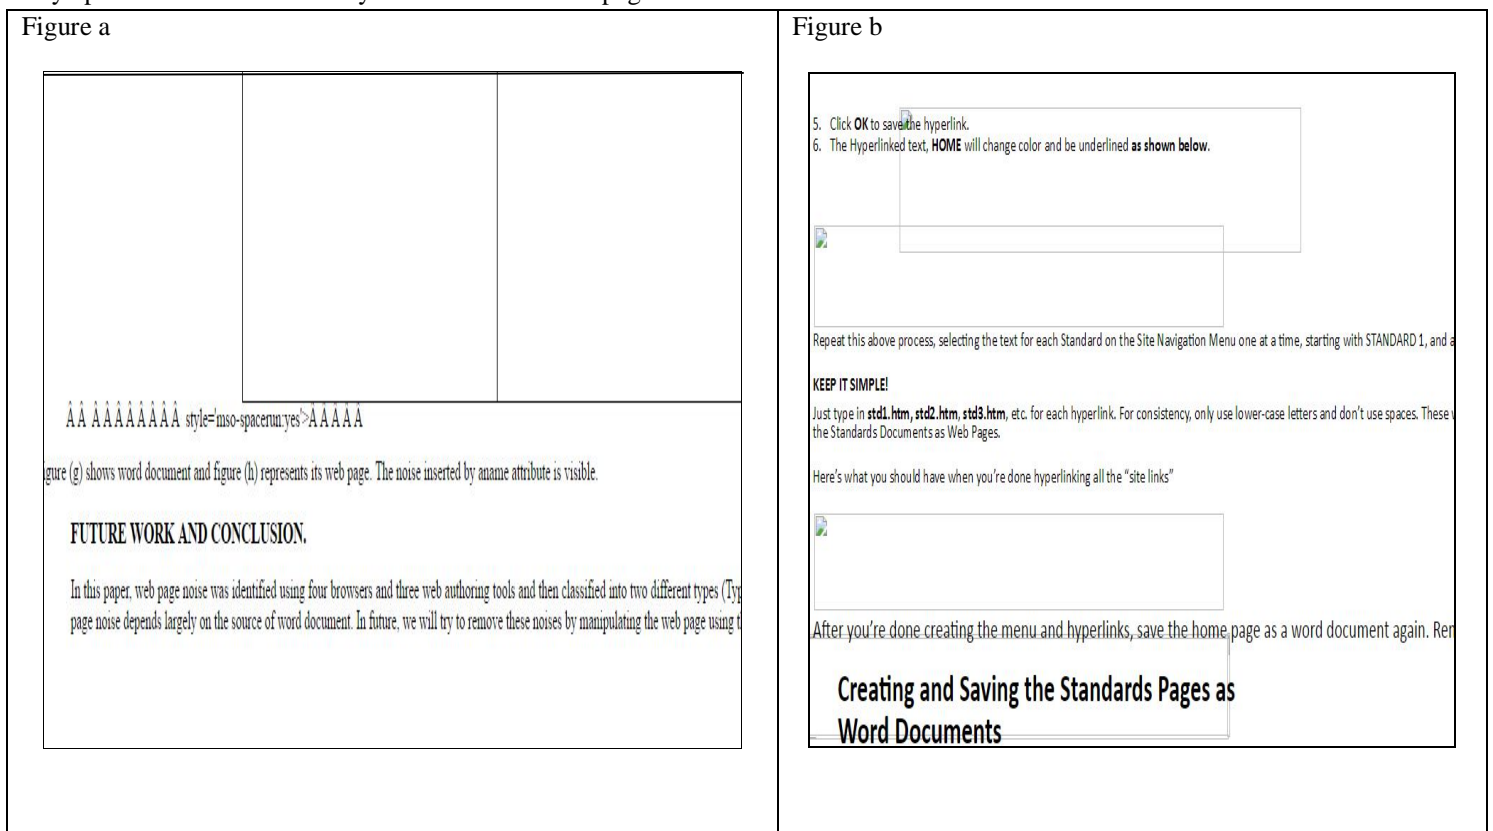 Figure a
Â Â Â Â Â Â Â Â Â Â style='mso-spacerun:yes'>Â Â Â Â Â
igure (g) shows word document and figure (h) represents its web page. The noise inserted by aname attribute is visible.
FUTURE WORK AND CONCLUSION.
In this paper, web page noise was identified using four browsers and three web authoring tools and then classified into two different types (Typ
page noise depends largely on the source of word document. In future, we will try to remove these noises by manipulating the web page using t
Figure b
5. Click OK to save the hyperlink.
6. The Hyperlinked text, HOME will change color and be underlined as shown below.
Repeat this above process, selecting the text for each Standard on the Site Navigation Menu one at a time, starting with STANDARD 1, and a
KEEP IT SIMPLE!
Just type in std1.htm, std2.htm, std3.htm, etc. for each hyperlink. For consistency, only use lower-case letters and don't use spaces. These
the Standards Documents as Web Pages.
Here's what you should have when you're done hyperlinking all the "site links"
After you're done creating the menu and hyperlinks, save the home page as a word document again. Rem
Creating and Saving the Standards Pages as
Word Documents